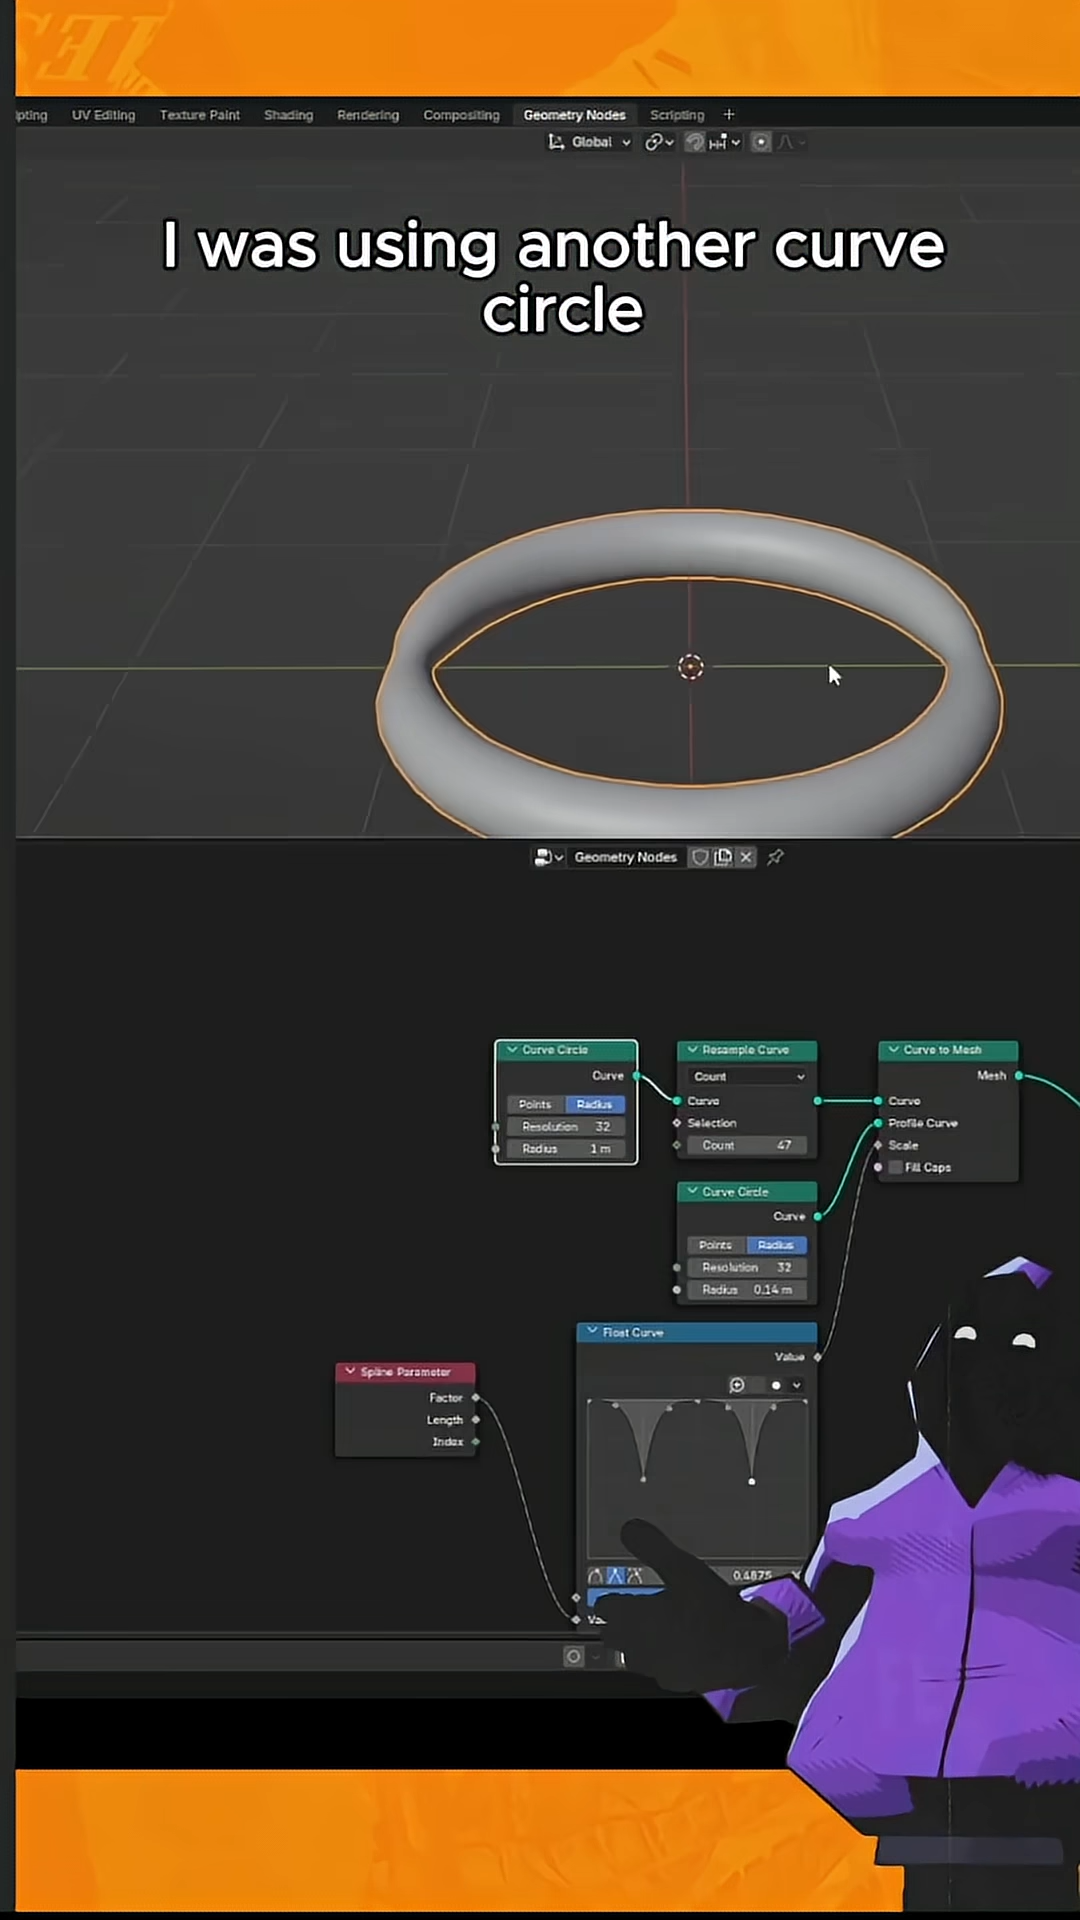 pting UV Editing Texture Paint Shading Rendering Compositing Geometry Nodes Scripting +
Global
I was using another curve
circle
Geometry Nodes
Curve Circle
Curve
Points Radius
Resolution 32
Radius 1 m
Resample Curve
Count
Curve
Selection
Count 47
Curve to Mesh
Mesh
Curve
Profile Curve
Scale
Fill Caps
Curve Circle
Curve
Points Radius
Resolution 32
Radius 0.14 m
Float Curve
Value
Spline Parameter
Factor
Length
Index
0.4875